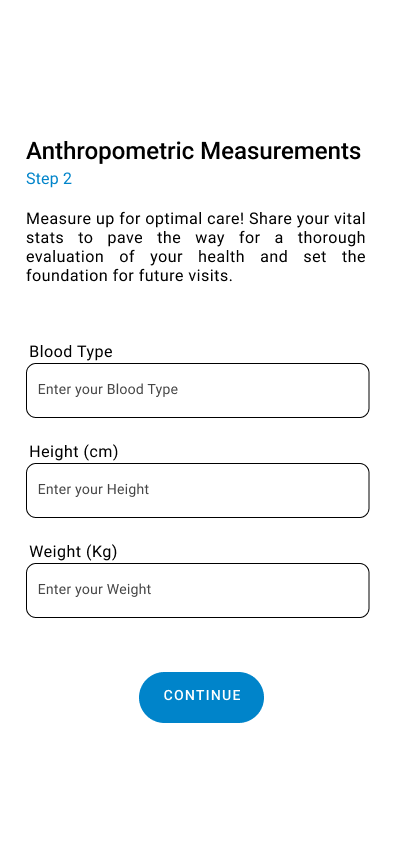 Anthropometric Measurements
Step 2
Measure up for optimal care! Share your vital
stats to pave the way for a thorough
evaluation of your health and set the
foundation for future visits.
Blood Type
Enter your Blood Type
Height (cm)
Enter your Height
Weight (Kg)
Enter your Weight
CONTINUE